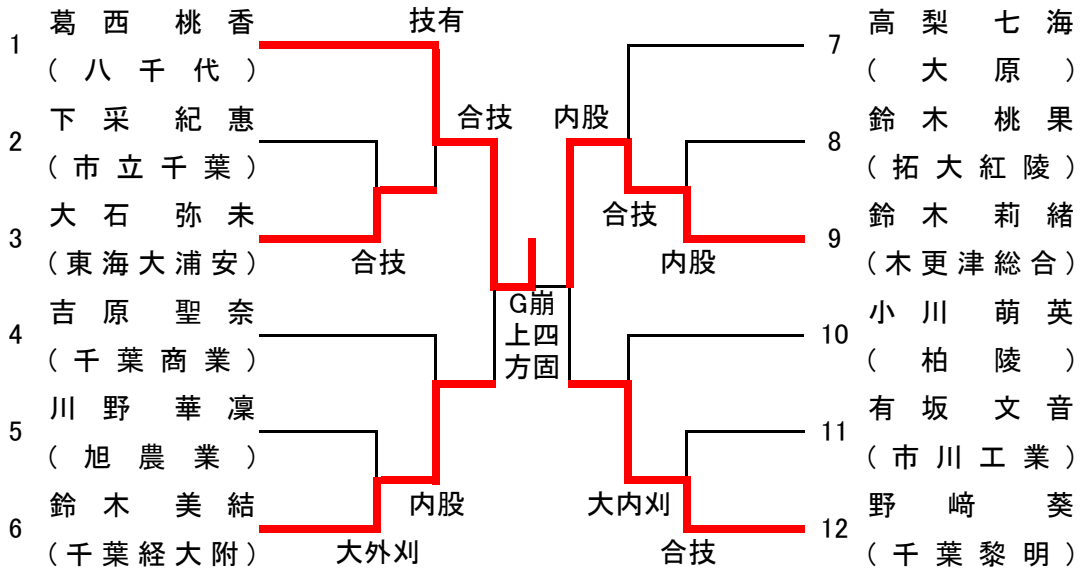 1
葛西桃香
(八千代)
2
下采紀惠
(市立千葉)
3
大石弥未
(東海大浦安)
4
吉原聖奈
(千葉商業)
5
川野華凜
(旭農業)
6
鈴木美結
(千葉経大附)
技有
合技
合技
内股
大外刈
G崩
上四
方固
内股
合技
内股
大内刈
合技
7
高梨七海
(大原)
8
鈴木桃果
(拓大紅陵)
9
鈴木莉緒
(木更津総合)
10
小川萌英
(柏陵)
11
有坂文音
(市川工業)
12
野﨑葵
(千葉黎明)